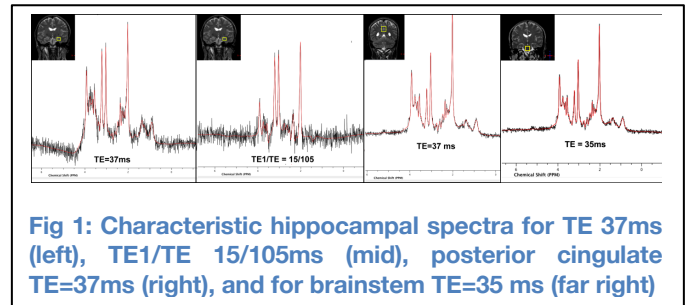 TE=37ms
TE1/TE = 15/105
TE=37 ms
TE = 35ms
Chemical Shift (PPM)
Chemical Shift (PPM)
Chemical Shift (PPM)
Chemical Shift (PPM)
Fig 1: Characteristic hippocampal spectra for TE 37ms
(left), TE1/TE 15/105ms (mid), posterior cingulate
TE=37ms (right), and for brainstem TE=35 ms (far right)